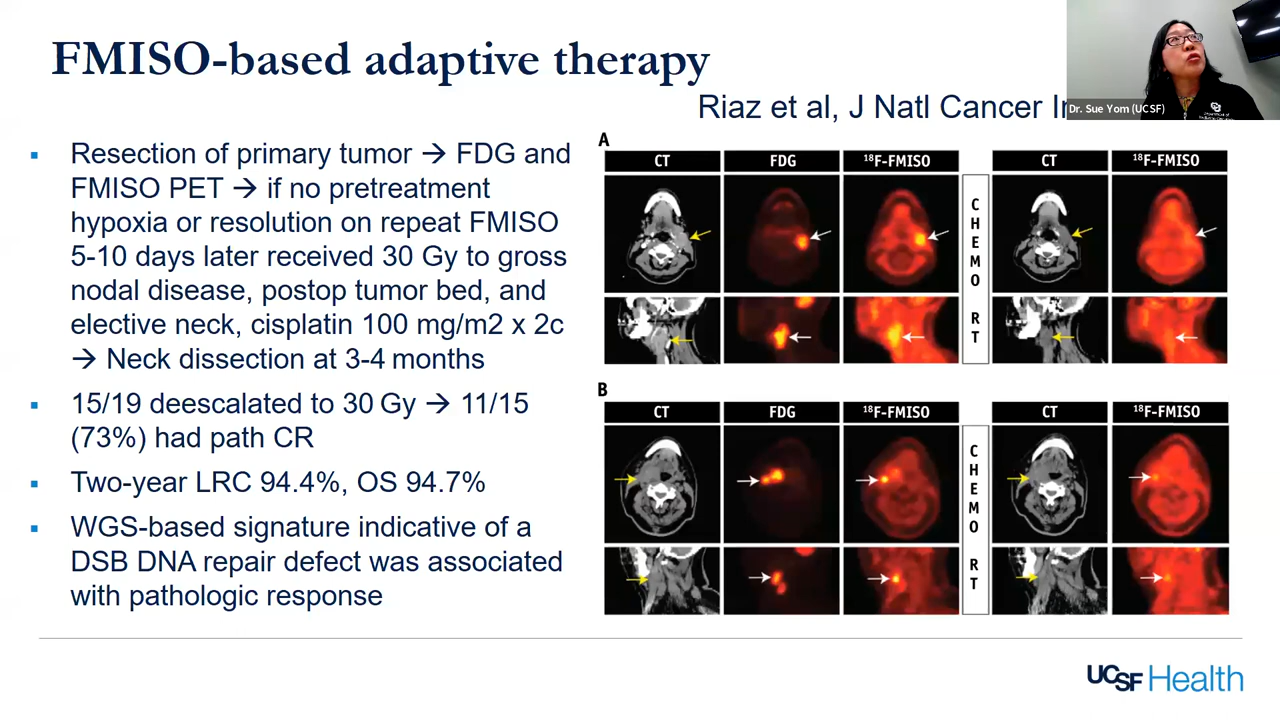 FMISO-based adaptive therapy
Riaz et al, J Natl Cancer
Dr. Sue Yom (UCSF)
▪ Resection of primary tumor → FDG and
FMISO PET → if no pretreatment
hypoxia or resolution on repeat FMISO
5-10 days later received 30 Gy to gross
nodal disease, postop tumor bed, and
elective neck, cisplatin 100 mg/m2 x 2c
→ Neck dissection at 3-4 months
▪ 15/19 deescalated to 30 Gy → 11/15
(73%) had path CR
▪ Two-year LRC 94.4%, OS 94.7%
▪ WGS-based signature indicative of a
DSB DNA repair defect was associated
with pathologic response
A
CT FDG ¹⁸F-FMISO CT ¹⁸F-FMISO
CHEMO RT
B
CT FDG ¹⁸F-FMISO CT ¹⁸F-FMISO
CHEMO RT
UCSF Health